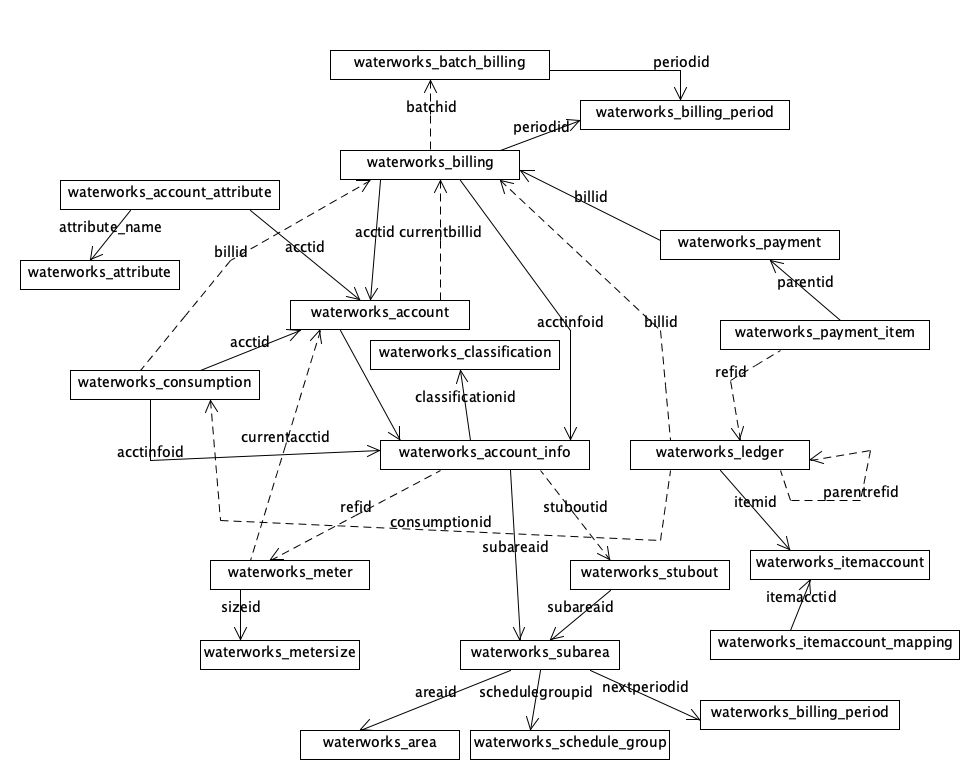 waterworks_batch_billing
periodid
batchid
waterworks_billing_period
periodid
waterworks_billing
waterworks_account_attribute
billid
attribute_name
acctid
acctid
currentbillid
waterworks_payment
billid
waterworks_attribute
parentid
waterworks_account
acctinfoid
billid
waterworks_payment_item
acctid
waterworks_classification
refid
waterworks_consumption
classificationid
currentacctid
acctinfoid
waterworks_account_info
waterworks_ledger
parentrefid
refid
stuboutid
itemid
consumptionid
subareaid
waterworks_itemaccount
waterworks_meter
waterworks_stubout
itemacctid
sizeid
subareaid
waterworks_metersize
waterworks_subarea
waterworks_itemaccount_mapping
areaid
schedulegroupid
nextperiodid
waterworks_billing_period
waterworks_area
waterworks_schedule_group